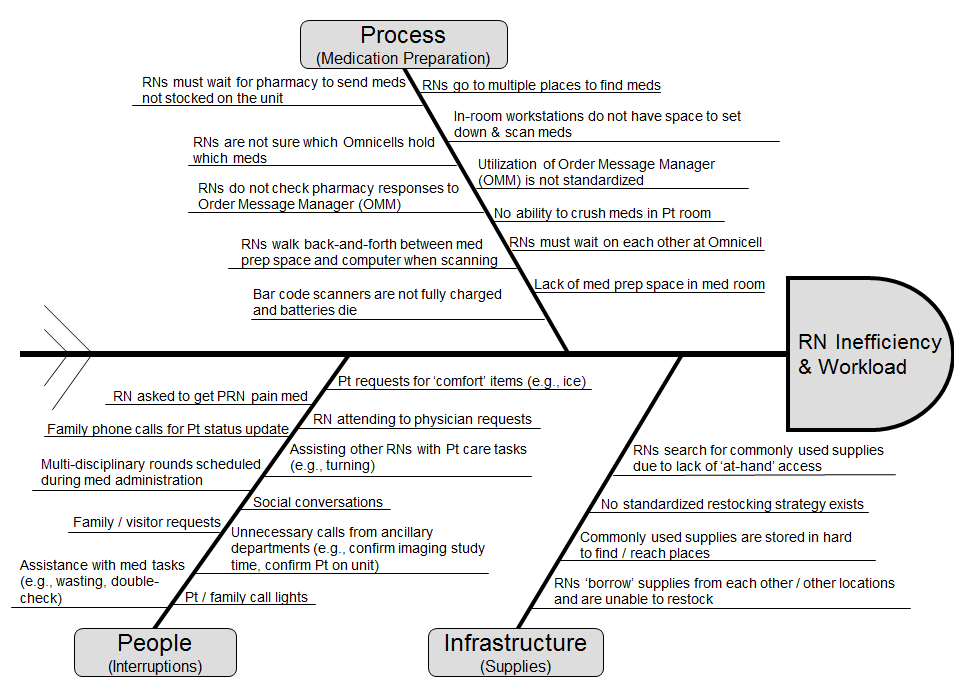 Process
(Medication Preparation)
RNs must wait for pharmacy to send meds
not stocked on the unit
RNs go to multiple places to find meds
In-room workstations do not have space to set
down & scan meds
RNs are not sure which Omnicells hold
which meds
Utilization of Order Message Manager
(OMM) is not standardized
RNs do not check pharmacy responses to
Order Message Manager (OMM)
No ability to crush meds in Pt room
RNs must wait on each other at Omnicell
RNs walk back-and-forth between med
prep space and computer when scanning
Lack of med prep space in med room
Bar code scanners are not fully charged
and batteries die
RN Inefficiency
& Workload
Pt requests for ‘comfort’ items (e.g., ice)
RN asked to get PRN pain med
RN attending to physician requests
Family phone calls for Pt status update
Assisting other RNs with Pt care tasks
(e.g., turning)
Multi-disciplinary rounds scheduled
during med administration
Social conversations
Family / visitor requests
Unnecessary calls from ancillary
departments (e.g., confirm imaging study
time, confirm Pt on unit)
Assistance with med tasks
(e.g., wasting, double-
check)
Pt / family call lights
People
(Interruptions)
RNs search for commonly used supplies
due to lack of ‘at-hand’ access
No standardized restocking strategy exists
Commonly used supplies are stored in hard
to find / reach places
RNs ‘borrow’ supplies from each other / other locations
and are unable to restock
Infrastructure
(Supplies)